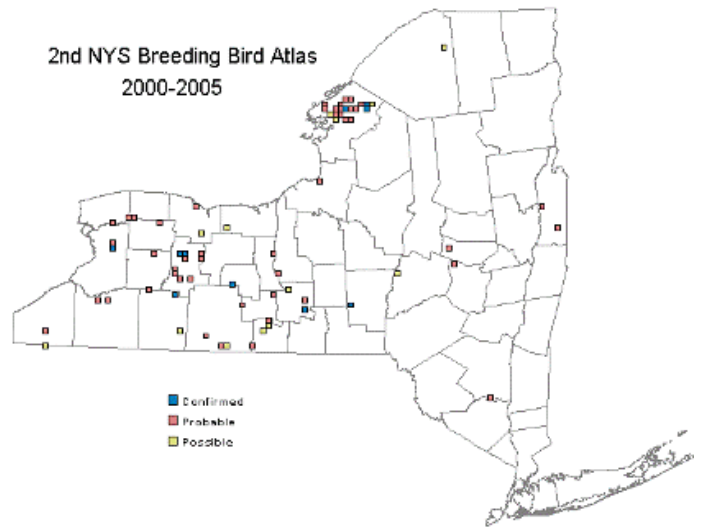 2nd NYS Breeding Bird Atlas
2000-2005
Confirmed
Probable
Possible